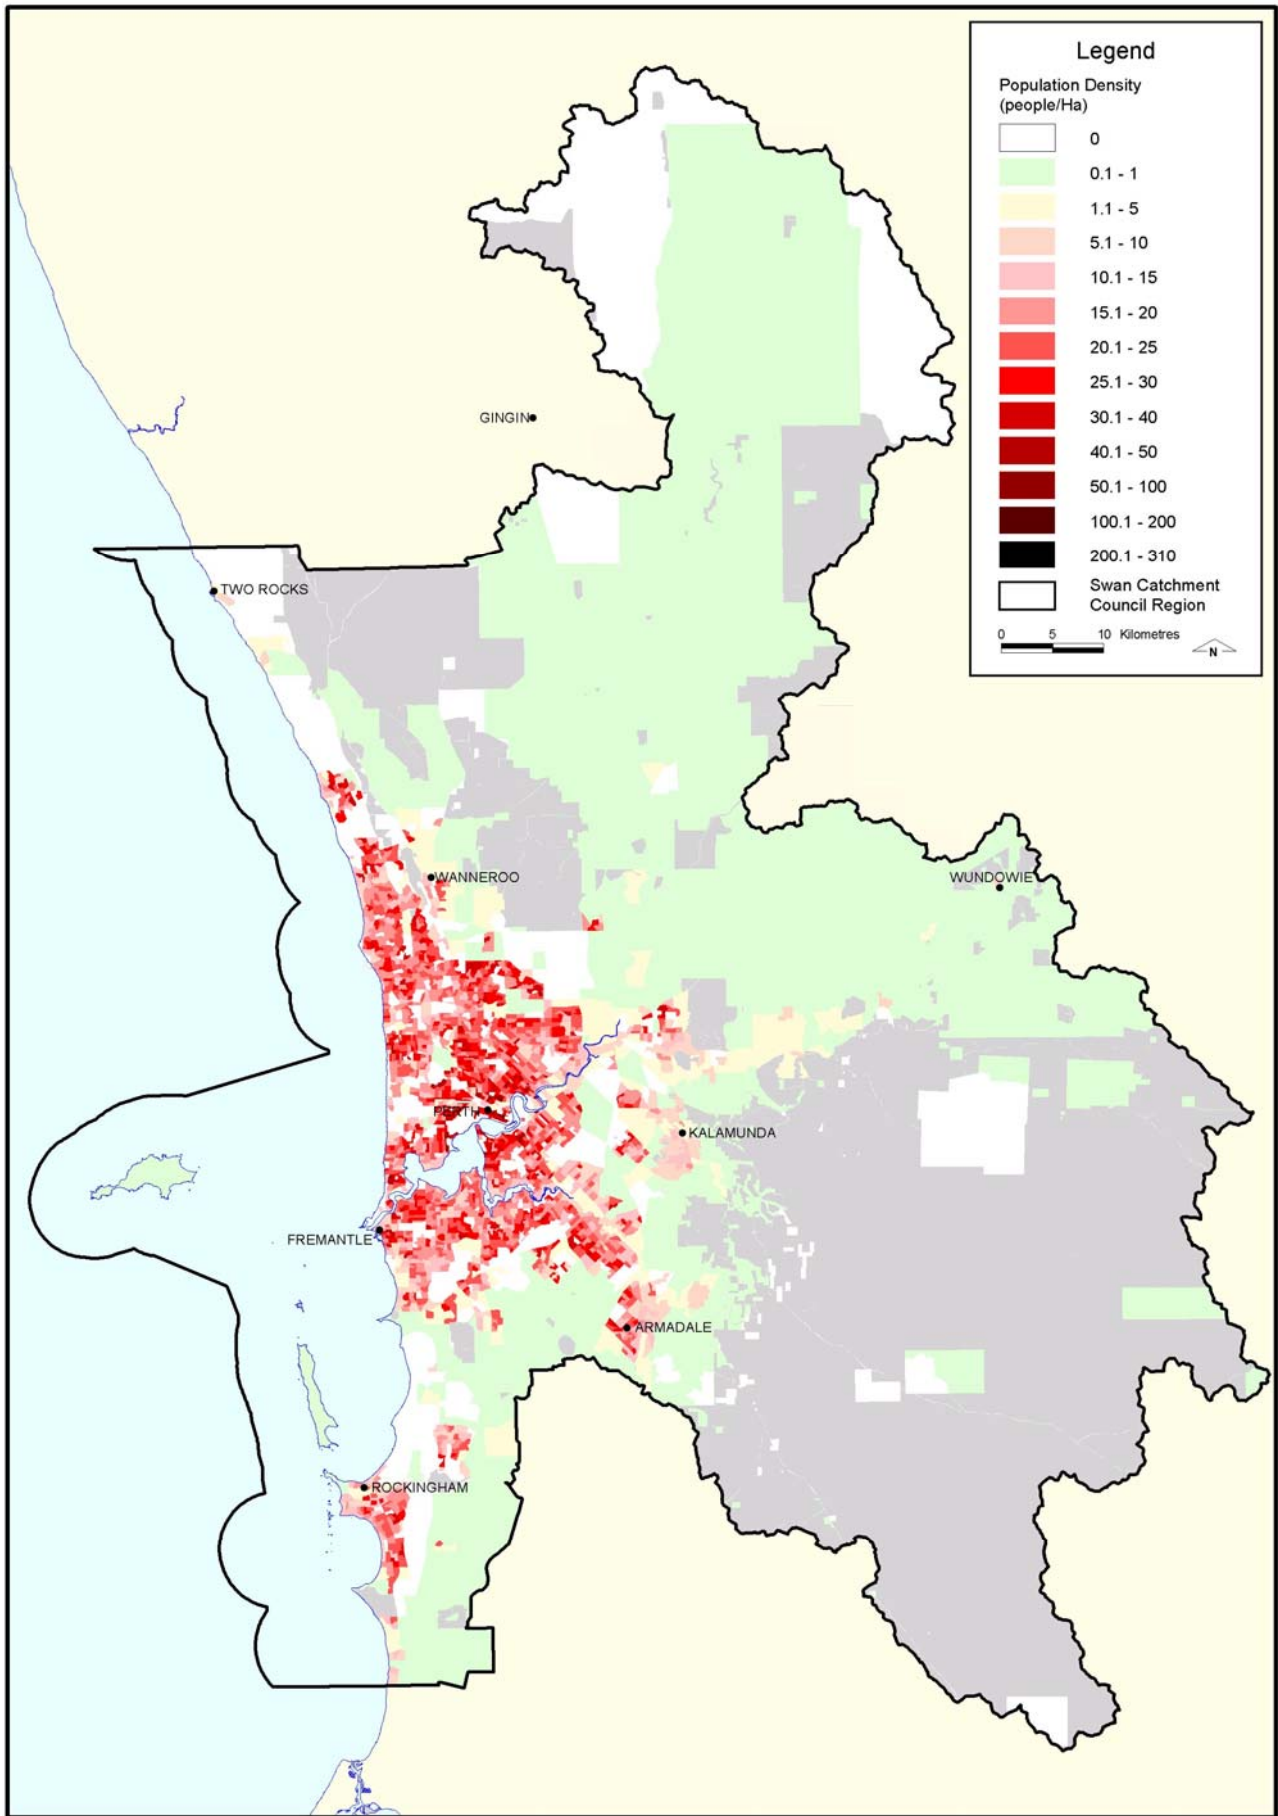 Legend
Population Density
(people/Ha)
0
0.1 - 1
1.1 - 5
5.1 - 10
10.1 - 15
15.1 - 20
20.1 - 25
25.1 - 30
30.1 - 40
40.1 - 50
50.1 - 100
100.1 - 200
200.1 - 310
Swan Catchment
Council Region
0 5 10 Kilometres
N
GINGIN
TWO ROCKS
WANNEROO
WUNDOWIE
PERTH
KALAMUNDA
FREMANTLE
ARMADALE
ROCKINGHAM